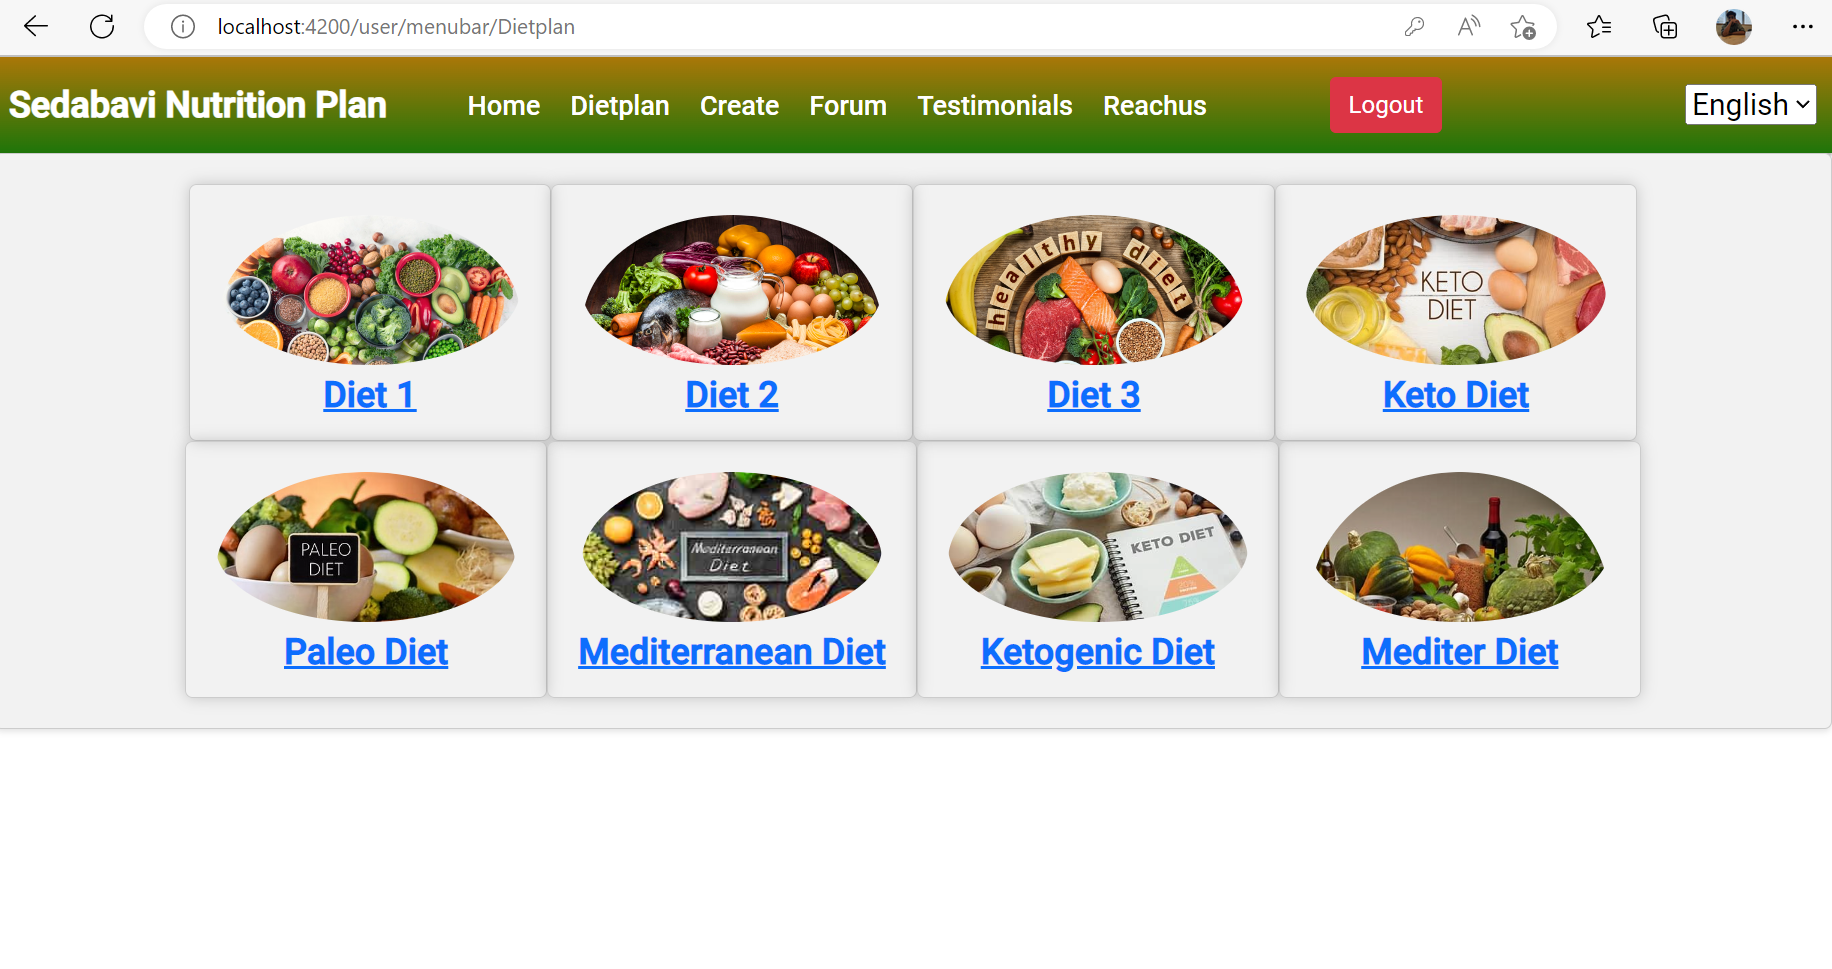 localhost:4200/user/menubar/Dietplan
Sedabavi Nutrition Plan Home Dietplan Create Forum Testimonials Reachus Logout English
healthy diet
KETO
DIET
Diet 1 Diet 2 Diet 3 Keto Diet
PALEO
DIET
Mediterranean
Diet
KETO DIET
Paleo Diet Mediterranean Diet Ketogenic Diet Mediter Diet